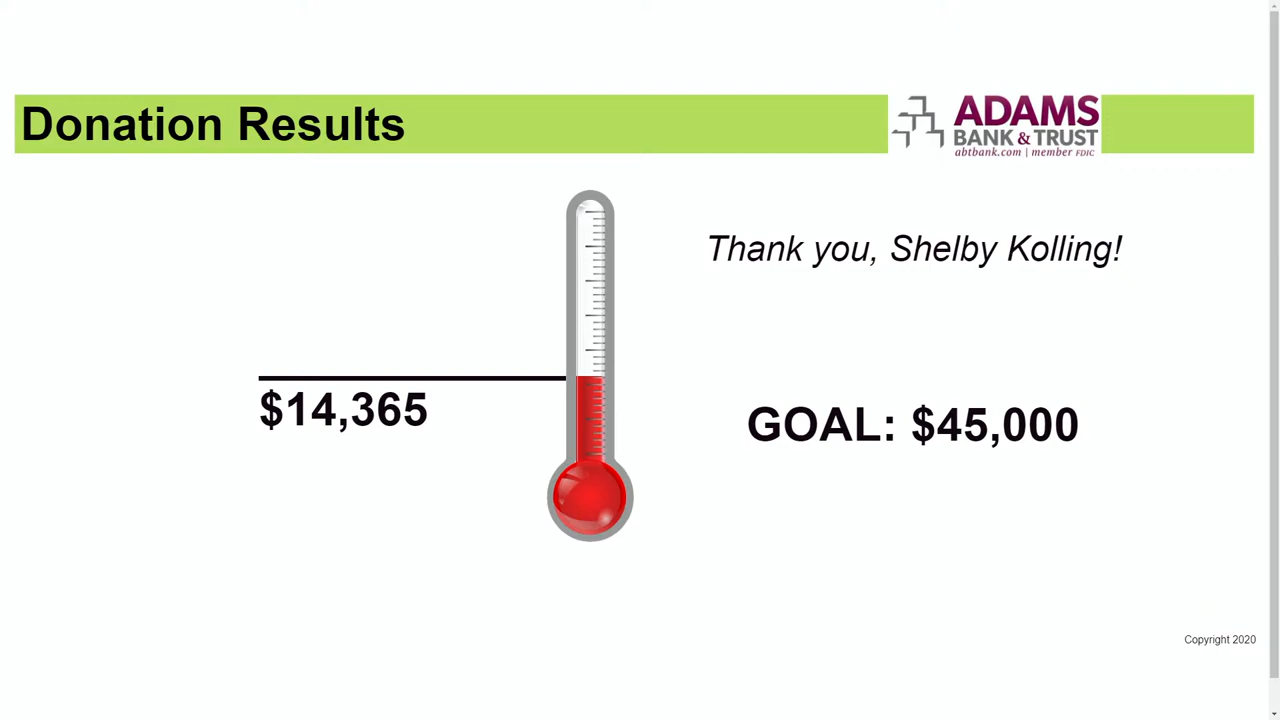 Donation Results
ADAMS
BANK & TRUST
abtbank.com | member FDIC
Thank you, Shelby Kolling!
$14,365
GOAL: $45,000
Copyright 2020